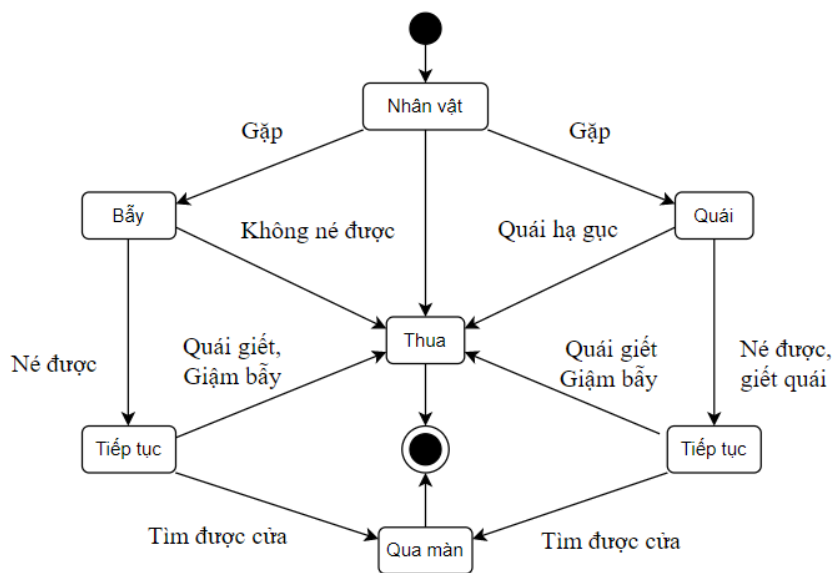 Nhân vật
Gặp
Gặp
Bẫy
Quái
Không né được
Quái hạ gục
Thua
Né được
Quái giết,
Giậm bẫy
Quái giết
Giậm bẫy
Né được,
giết quái
Tiếp tục
Tiếp tục
Tìm được cửa
Qua màn
Tìm được cửa